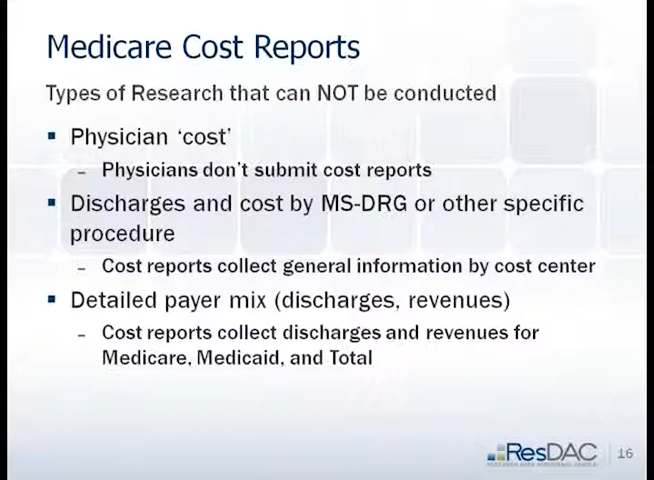 Medicare Cost Reports
Types of Research that can NOT be conducted
▪ Physician ‘cost’
– Physicians don’t submit cost reports
▪ Discharges and cost by MS-DRG or other specific
procedure
– Cost reports collect general information by cost center
▪ Detailed payer mix (discharges, revenues)
– Cost reports collect discharges and revenues for
Medicare, Medicaid, and Total
ResDAC
16